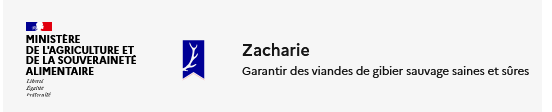 MINISTÈRE
DE L'AGRICULTURE ET
DE LA SOUVERAINETÉ
ALIMENTAIRE
Liberté
Égalité
Fraternité
Zacharie
Garantir des viandes de gibier sauvage saines et sûres